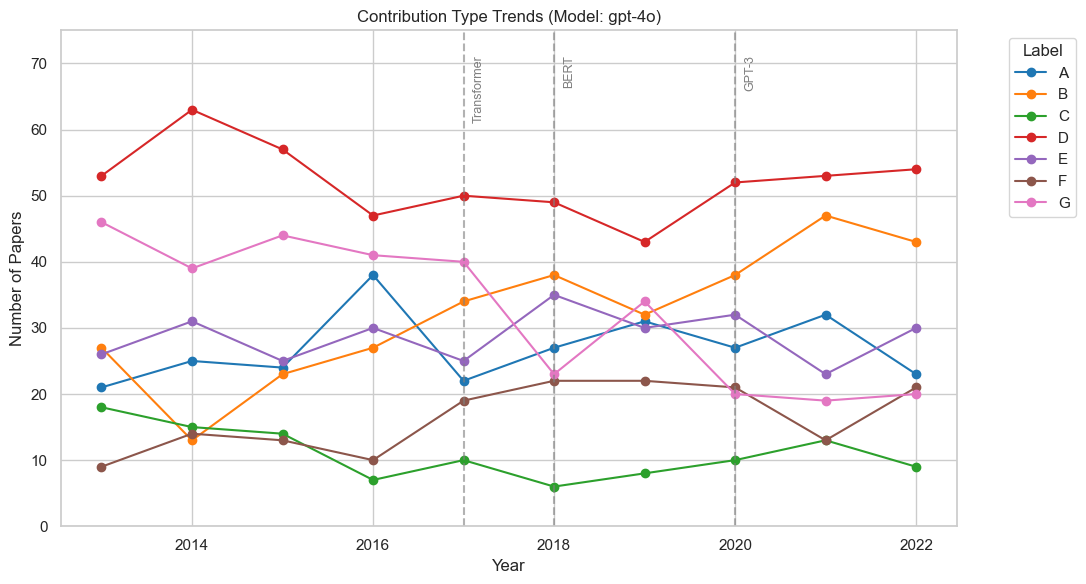 Contribution Type Trends (Model: gpt-4o)
Number of Papers
70
60
50
40
30
20
10
0
Transformer
BERT
GPT-3
2014
2016
2018
2020
2022
Year
Label
A
B
C
D
E
F
G